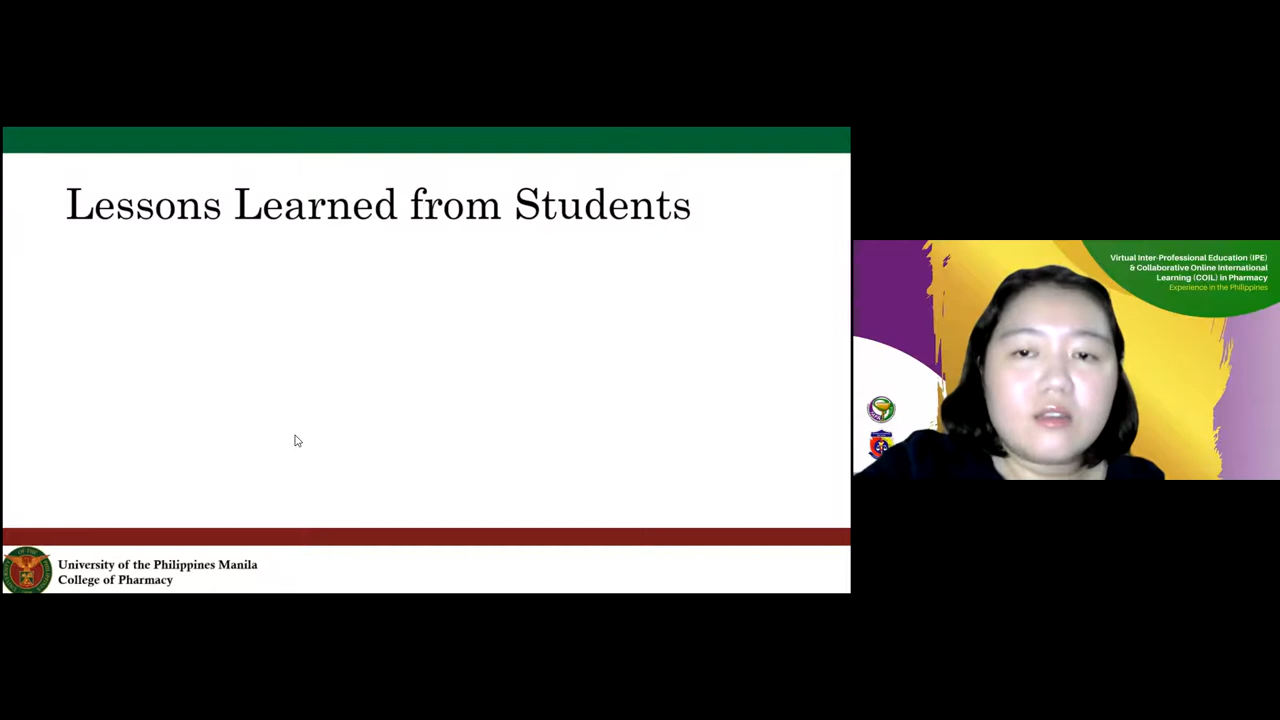 Lessons Learned from Students
University of the Philippines Manila
College of Pharmacy
Virtual Inter-Professional Education (IPE)
& Collaborative Online International
Learning (COIL) in Pharmacy
Experience in the Philippines